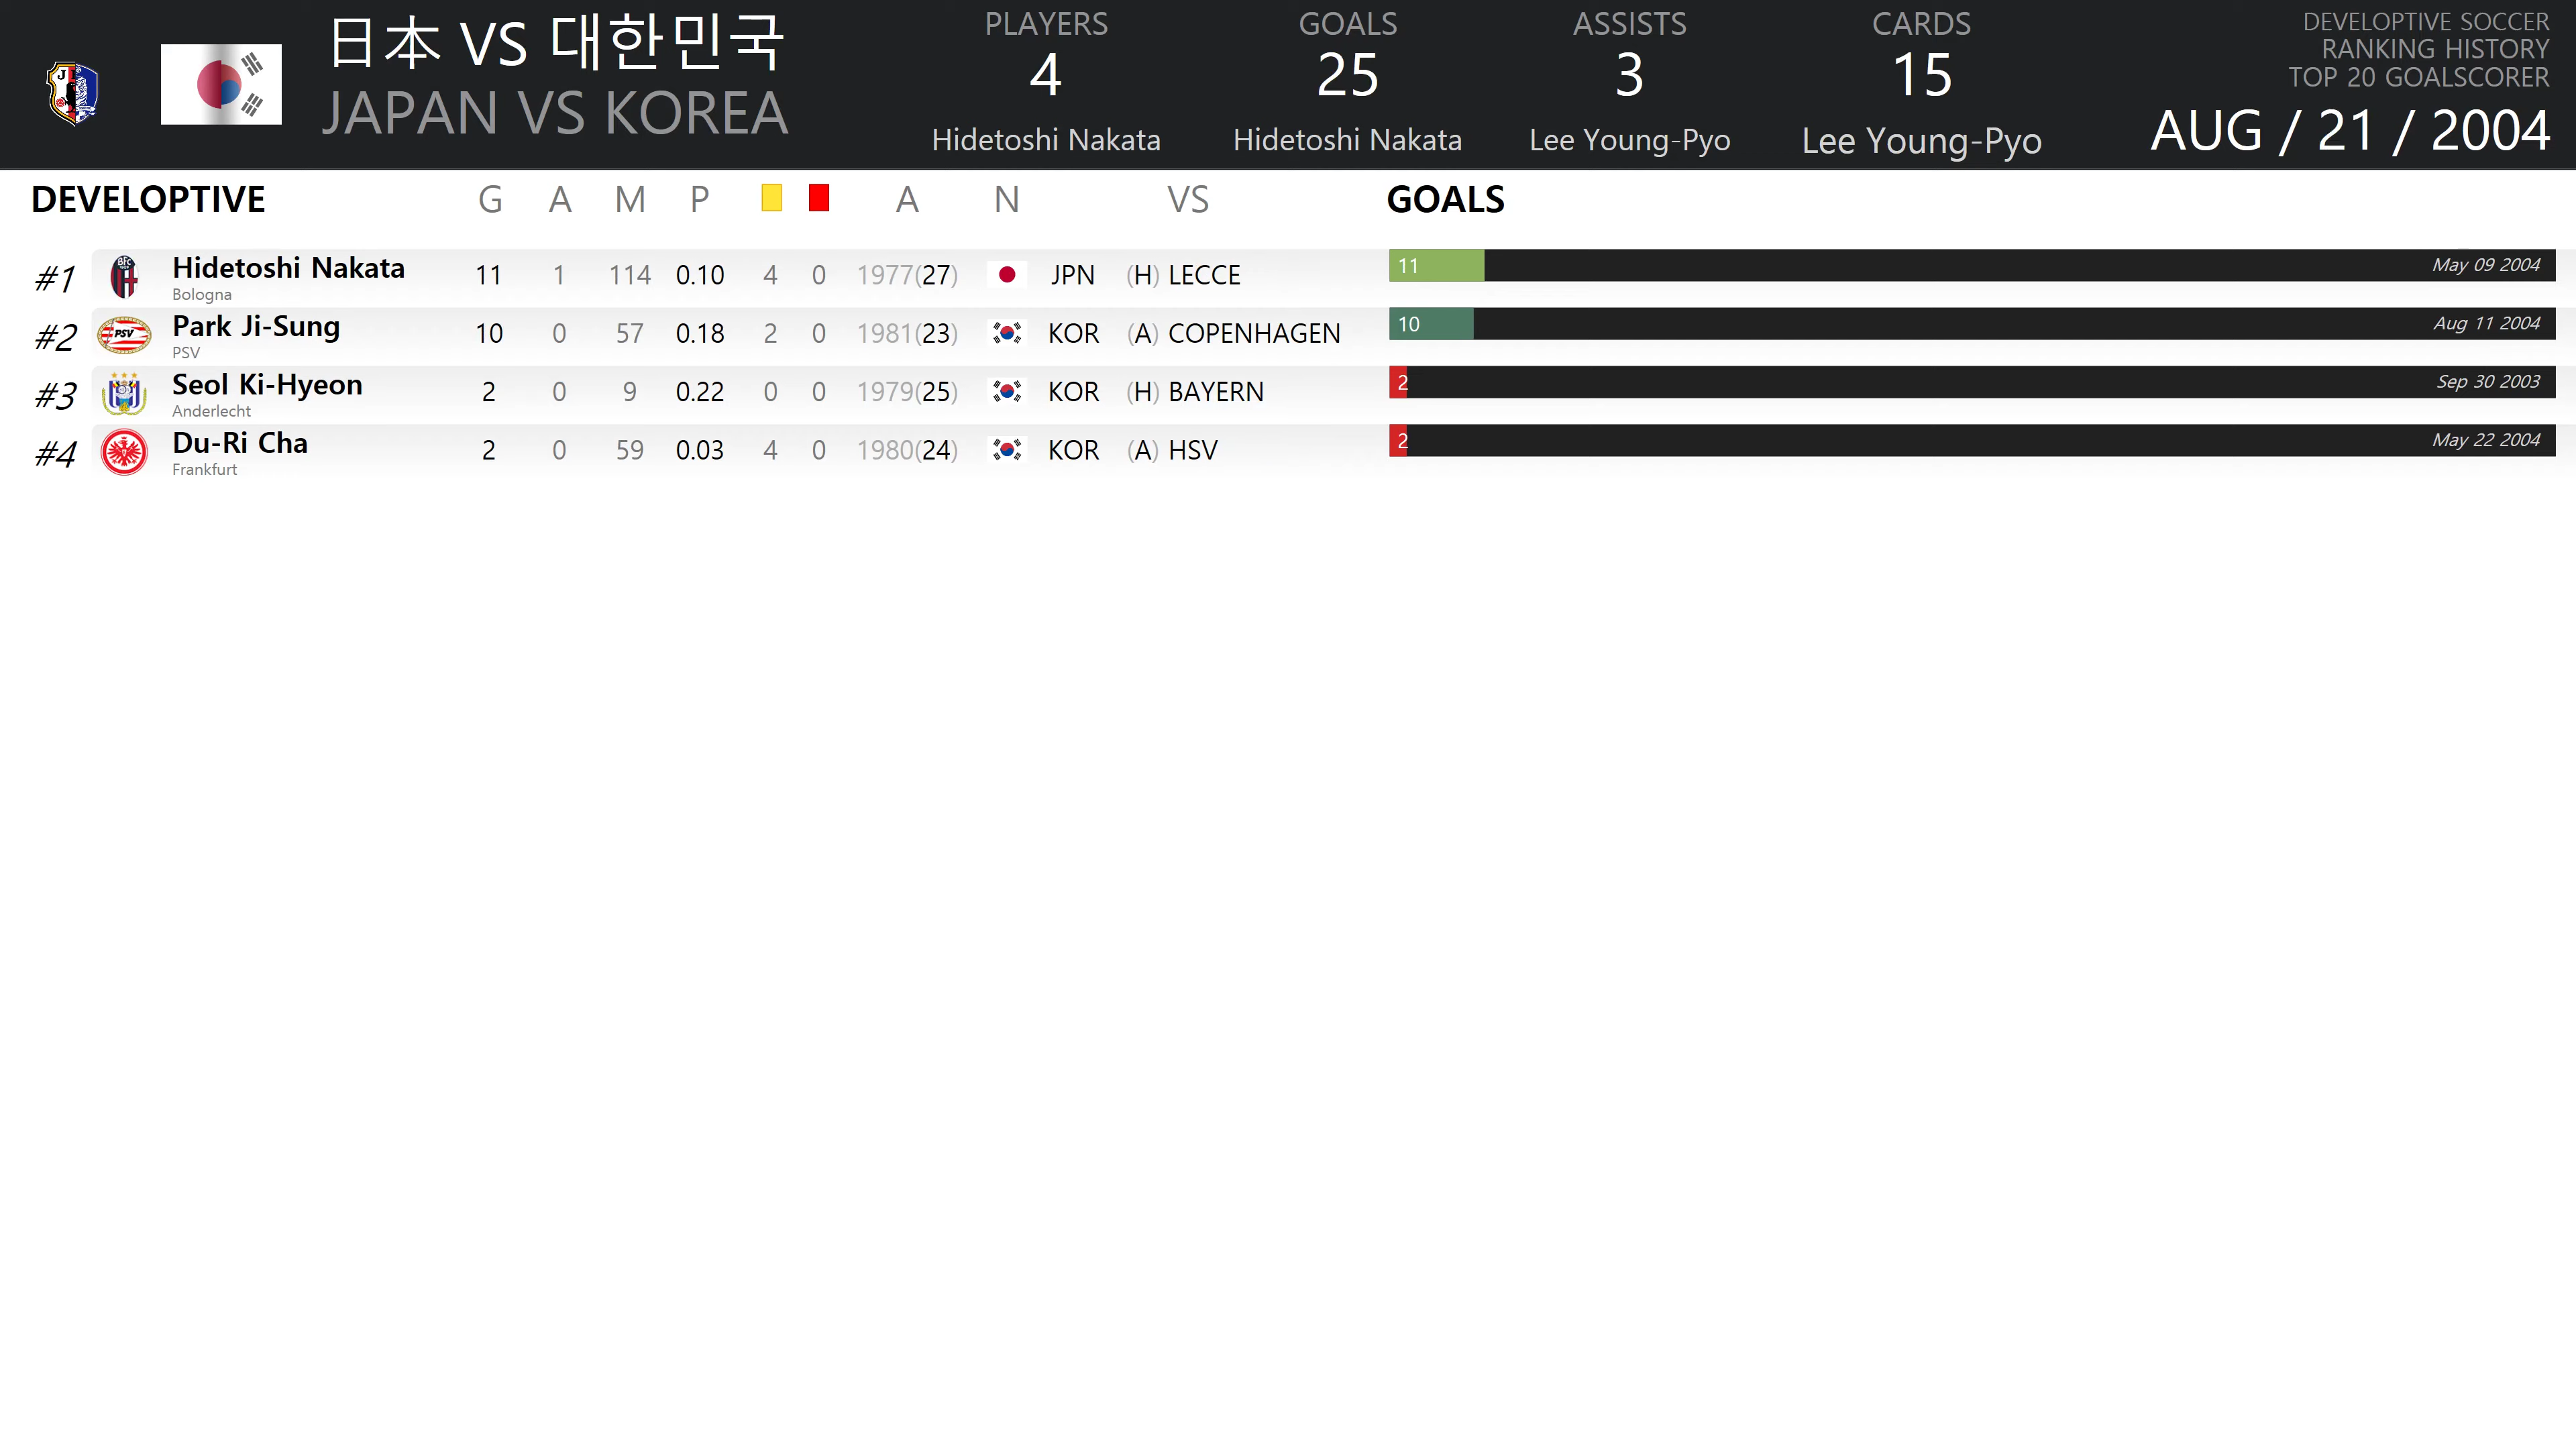 日本 VS 대한민국
JAPAN VS KOREA
PLAYERS
4
Hidetoshi Nakata
GOALS
25
Hidetoshi Nakata
ASSISTS
3
Lee Young-Pyo
CARDS
15
Lee Young-Pyo
DEVELOPTIVE SOCCER
RANKING HISTORY
TOP 20 GOALSCORER
AUG / 21 / 2004
DEVELOPTIVE G A M P A N VS GOALS
#1 Hidetoshi Nakata 11 1 114 0.10 4 0 1977(27) JPN (H) LECCE 11 May 09 2004
Bologna
#2 PSV Park Ji-Sung 10 0 57 0.18 2 0 1981(23) KOR (A) COPENHAGEN 10 Aug 11 2004
PSV
#3 Seol Ki-Hyeon 2 0 9 0.22 0 0 1979(25) KOR (H) BAYERN 2 Sep 30 2003
Anderlecht
#4 Du-Ri Cha 2 0 59 0.03 4 0 1980(24) KOR (A) HSV 2 May 22 2004
Frankfurt